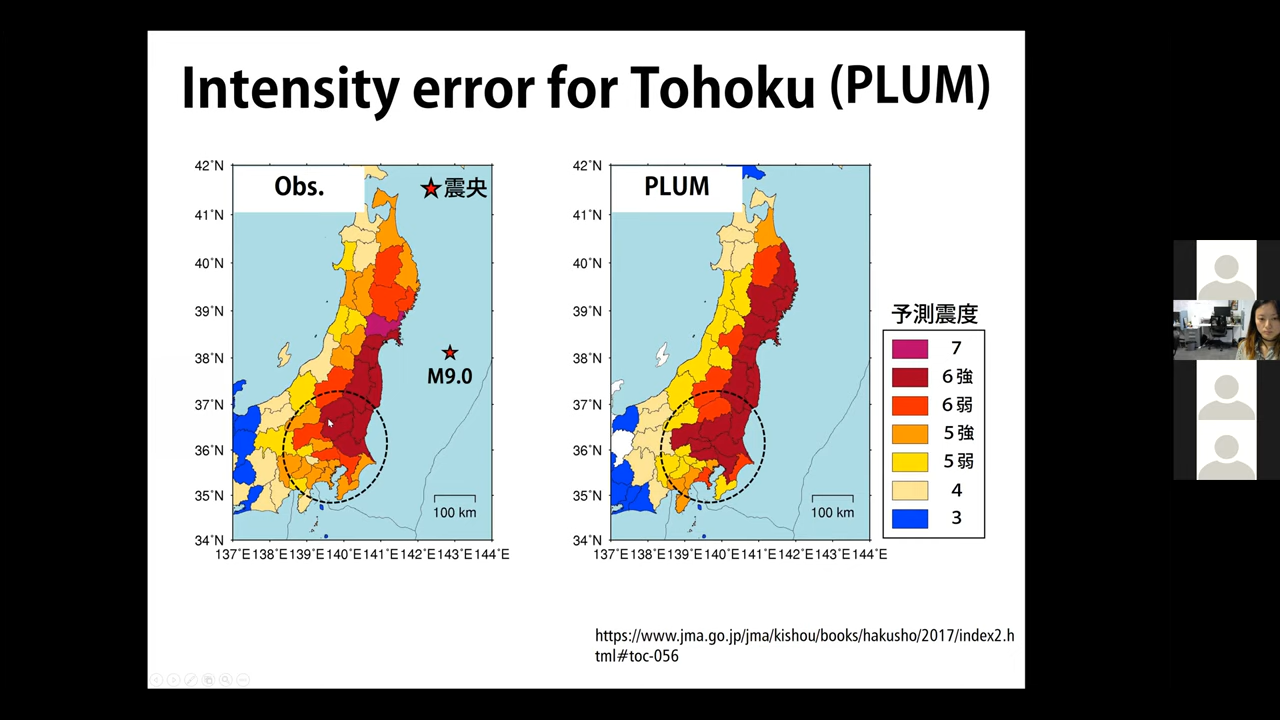 Intensity error for Tohoku (PLUM)
42°N
41°N
40°N
39°N
38°N
37°N
36°N
35°N
34°N
137°E 138°E 139°E 140°E 141°E 142°E 143°E 144°E
Obs.
★震央
M9.0
100 km
42°N
41°N
40°N
39°N
38°N
37°N
36°N
35°N
34°N
137°E 138°E 139°E 140°E 141°E 142°E 143°E 144°E
PLUM
100 km
予測震度
7
6強
6弱
5強
5弱
4
3
https://www.jma.go.jp/jma/kishou/books/hakusho/2017/index2.h
tml#toc-056